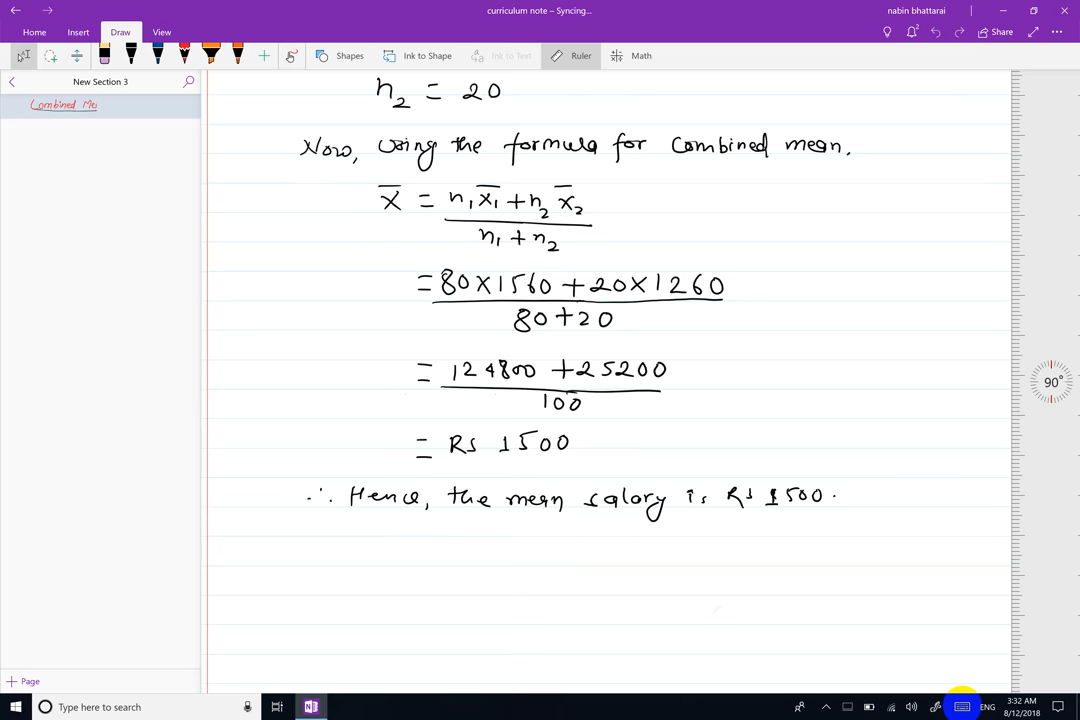 curriculum note – Syncing...
nabin bhattarai
Home Insert Draw View
Share
Shapes Ink to Shape Ink to Text Ruler Math
New Section 3
Combined Me
n₂ = 20
Now, Using the formula for combined mean.
x̄ = n₁x̄₁ + n₂x̄₂
n₁ + n₂
= 80×1560 + 20×1260
80+20
= 124800 + 25200
100
= Rs 1500
∴ Hence, the mean salary is Rs 1500.
90°
+ Page
Type here to search
N
ENG
3:32 AM
8/12/2018